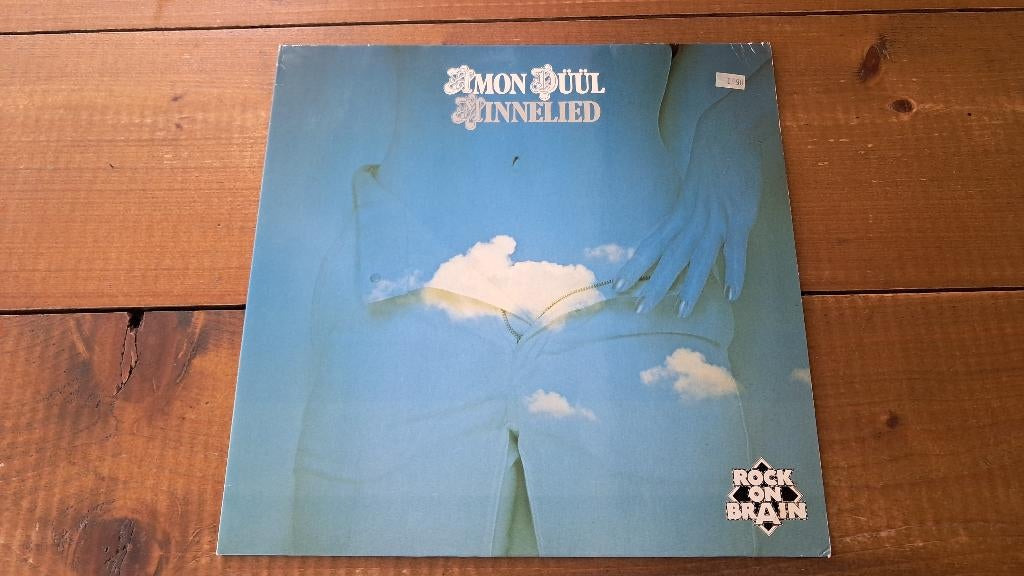 AMON DÜÜL
MINNELIED
ROCK
ON
BRAIN